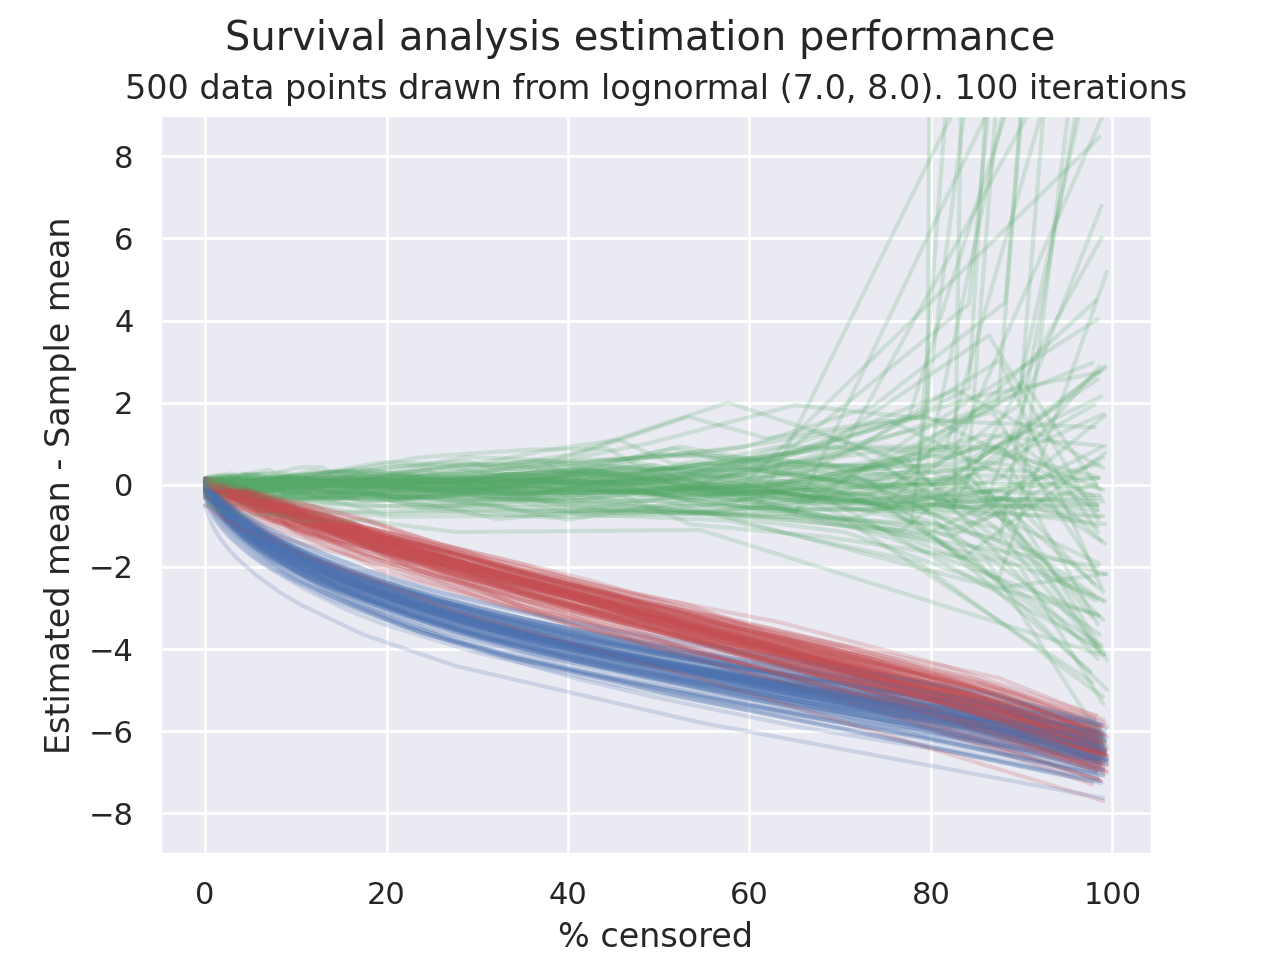 Survival analysis estimation performance
500 data points drawn from lognormal (7.0, 8.0). 100 iterations
Estimated mean - Sample mean
8
6
4
2
0
−2
−4
−6
−8
0 20 40 60 80 100
% censored